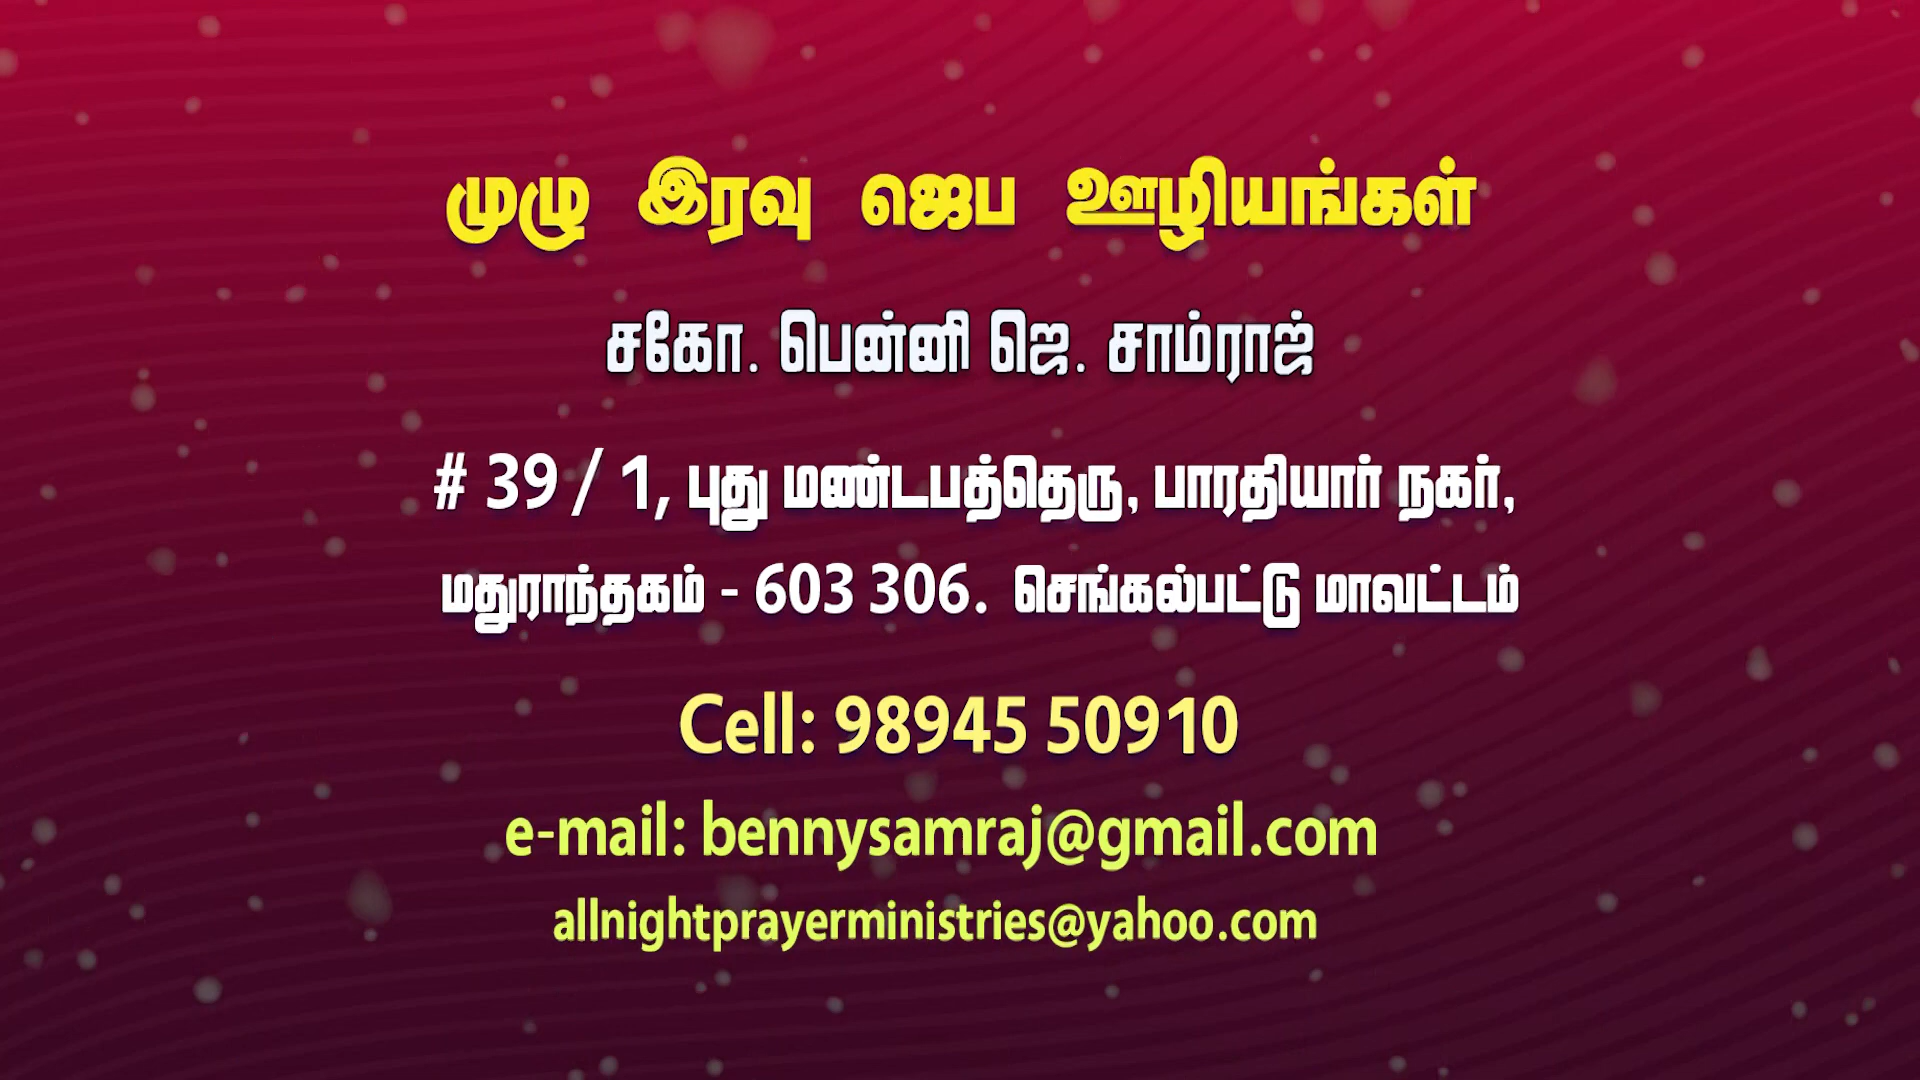 முழு இரவு ஜெப ஊழியங்கள்
சகோ. பென்னி ஜெ. சாம்ராஜ்
# 39 / 1, புது மண்டபத்தெரு, பாரதியார் நகர்,
மதுராந்தகம் - 603 306. செங்கல்பட்டு மாவட்டம்
Cell: 98945 50910
e-mail: bennysamraj@gmail.com
allnightprayerministries@yahoo.com